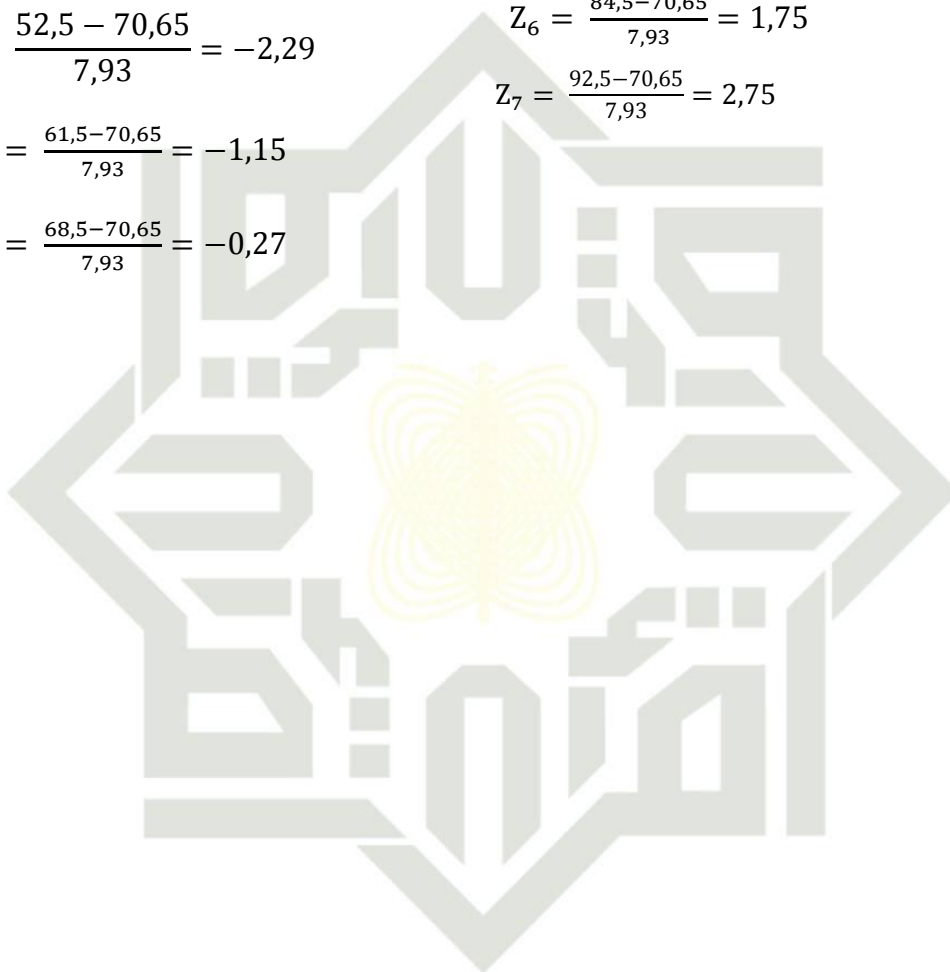 52,5 − 70,65 / 7,93 = −2,29
= 61,5−70,65 / 7,93 = −1,15
= 68,5−70,65 / 7,93 = −0,27
Z₆ = 84,5−70,65 / 7,93 = 1,75
Z₇ = 92,5−70,65 / 7,93 = 2,75